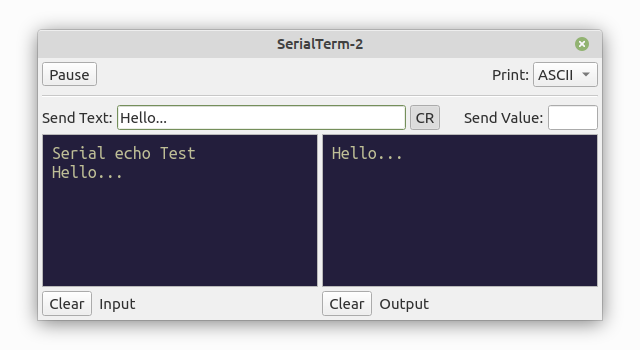 SerialTerm-2
Pause Print: ASCII
Send Text: Hello... CR Send Value:
Serial echo Test
Hello...
Hello...
Clear Input Clear Output